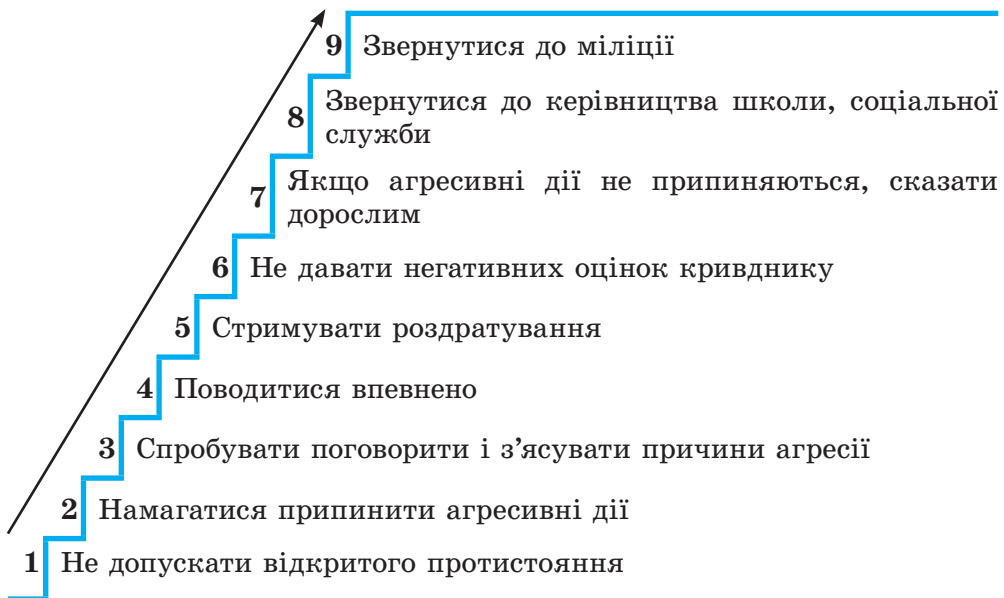 9 Звернутися до міліції
8 Звернутися до керівництва школи, соціальної
служби
7 Якщо агресивні дії не припиняються, сказати
дорослим
6 Не давати негативних оцінок кривднику
5 Стримувати роздратування
4 Поводитися впевнено
3 Спробувати поговорити і з’ясувати причини агресії
2 Намагатися припинити агресивні дії
1 Не допускати відкритого протистояння